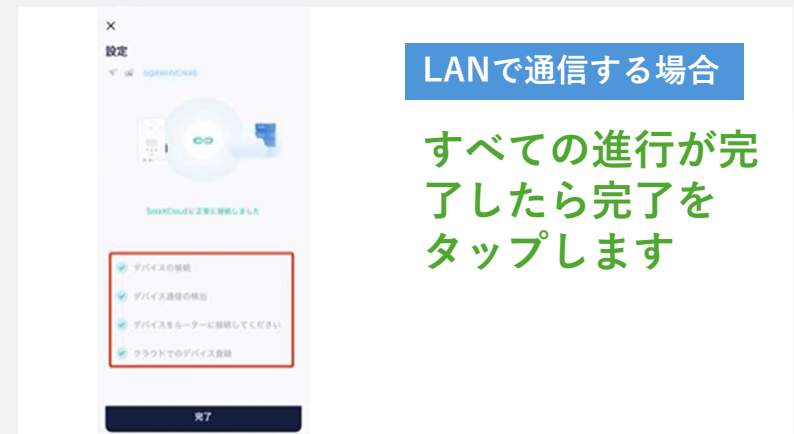 設定
SolaXCloudに正常に接続しました
デバイスの接続
デバイス通信の検出
デバイスをルーターに接続してください
クラウドでのデバイス登録
完了
LANで通信する場合
すべての進行が完
了したら完了を
タップします